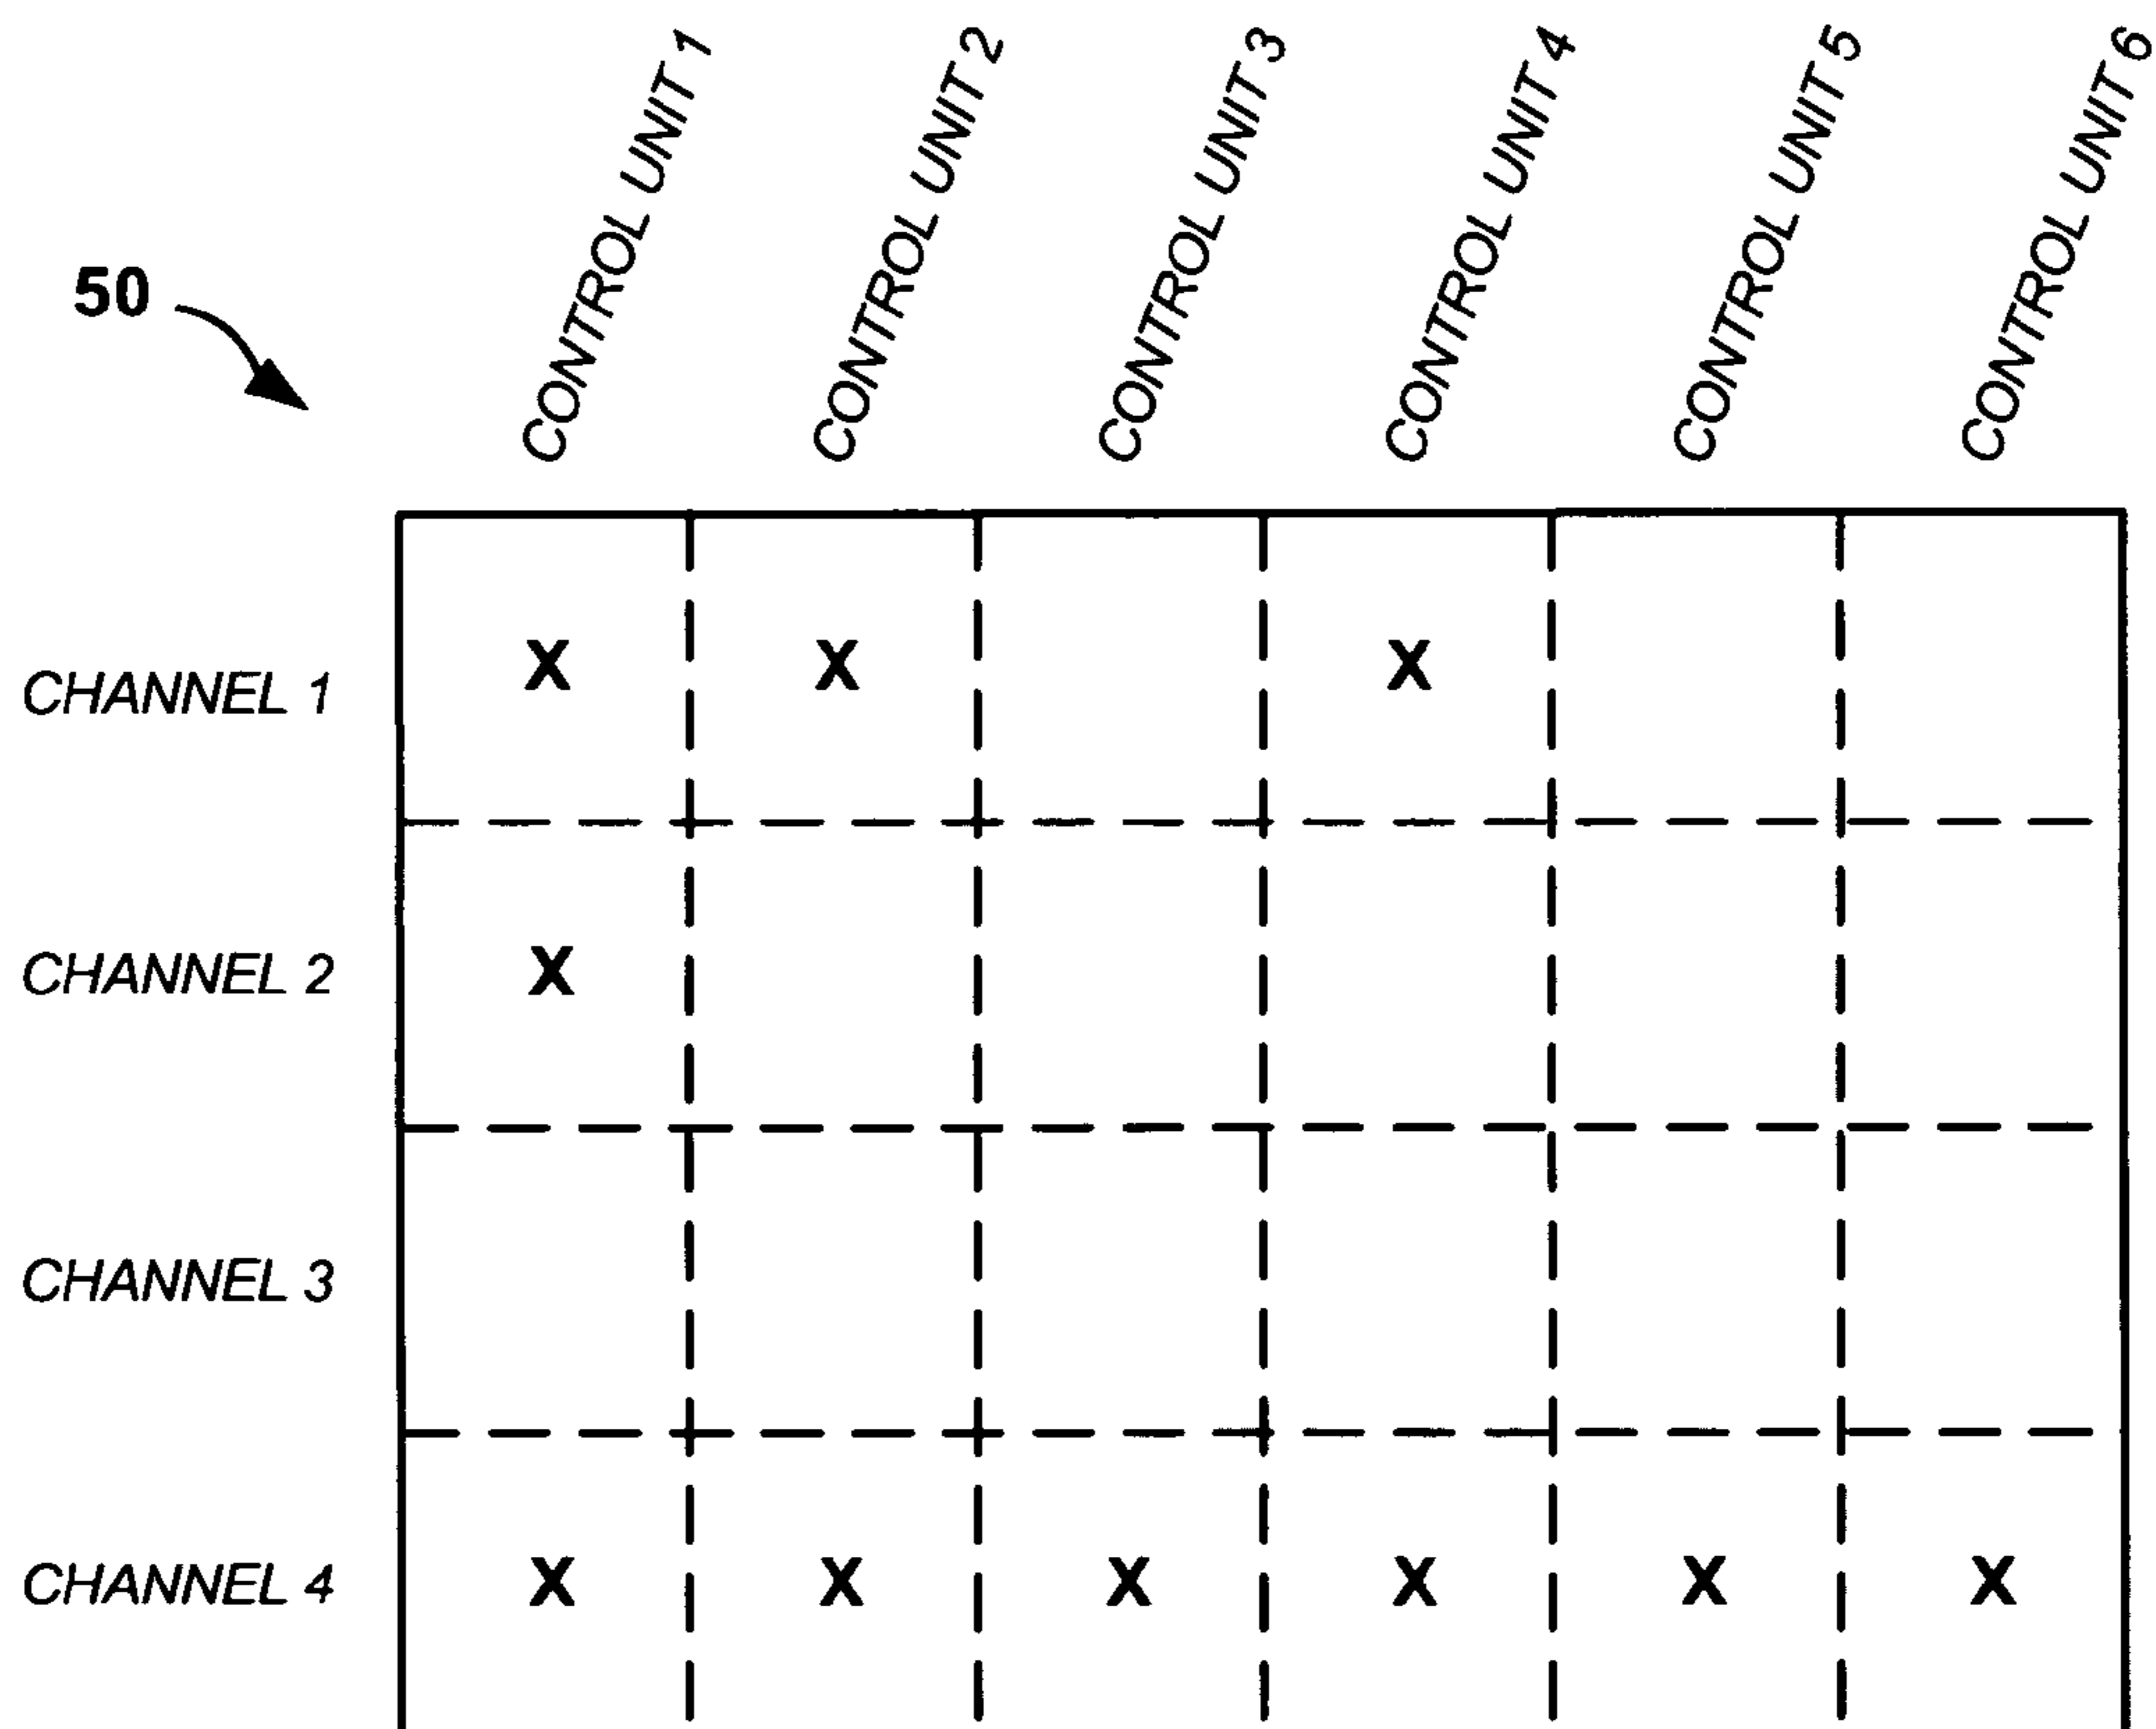 CONTROL UNIT 1
CONTROL UNIT 2
CONTROL UNIT 3
CONTROL UNIT 4
CONTROL UNIT 5
CONTROL UNIT 6
50
CHANNEL 1 X X X
CHANNEL 2 X
CHANNEL 3
CHANNEL 4 X X X X X X